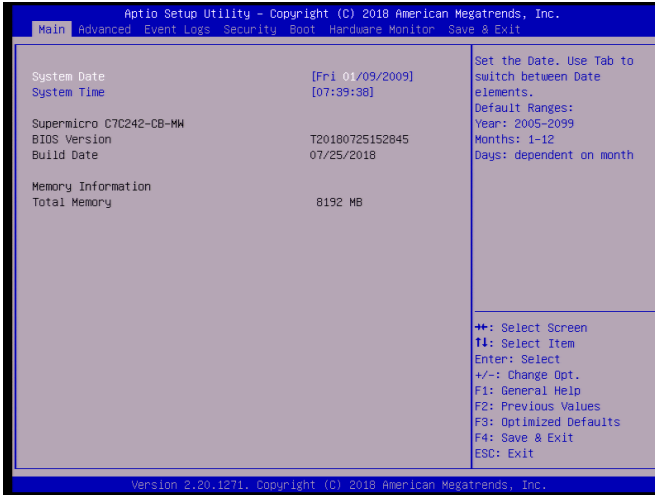 Aptio Setup Utility – Copyright (C) 2018 American Megatrends, Inc.
Main Advanced Event Logs Security Boot Hardware Monitor Save & Exit
System Date [Fri 01/09/2009]
System Time [07:39:38]
Supermicro C7C242-CB-MW
BIOS Version T20180725152845
Build Date 07/25/2018
Memory Information
Total Memory 8192 MB
Set the Date. Use Tab to
switch between Date
elements.
Default Ranges:
Year: 2005-2099
Months: 1-12
Days: dependent on month
→←: Select Screen
↑↓: Select Item
Enter: Select
+/-: Change Opt.
F1: General Help
F2: Previous Values
F3: Optimized Defaults
F4: Save & Exit
ESC: Exit
Version 2.20.1271. Copyright (C) 2018 American Megatrends, Inc.